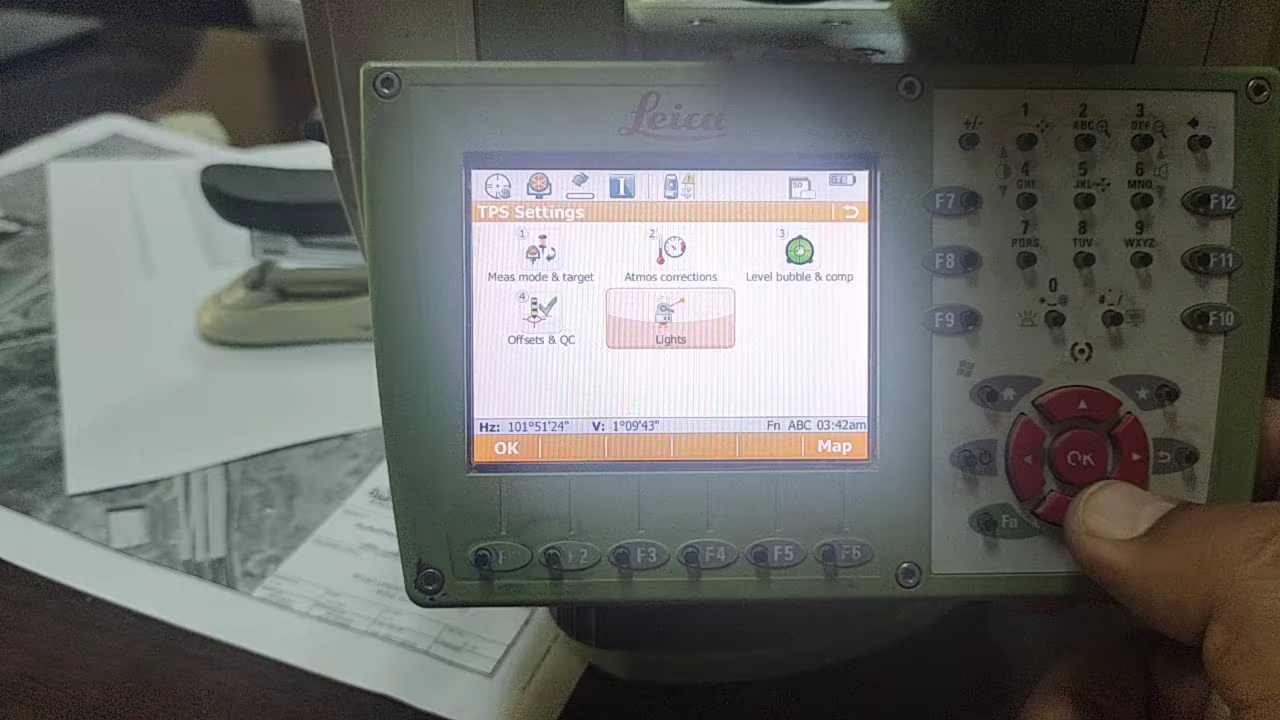 Leica
TPS Settings
1
Meas mode & target
2
Atmos corrections
3
Level bubble & comp
4
Offsets & QC
Lights
Hz: 101°51'24" V: 1°09'43" Fn ABC 03:42am
OK Map
F2 F3 F4 F5 F6
+/- 1 2 3
ABC DEF
4 5 6
GHI JKL MNO
F7 F12
7 8 9
PQRS TUV WXYZ
F8 F11
0
F9 F10
OK
Fn